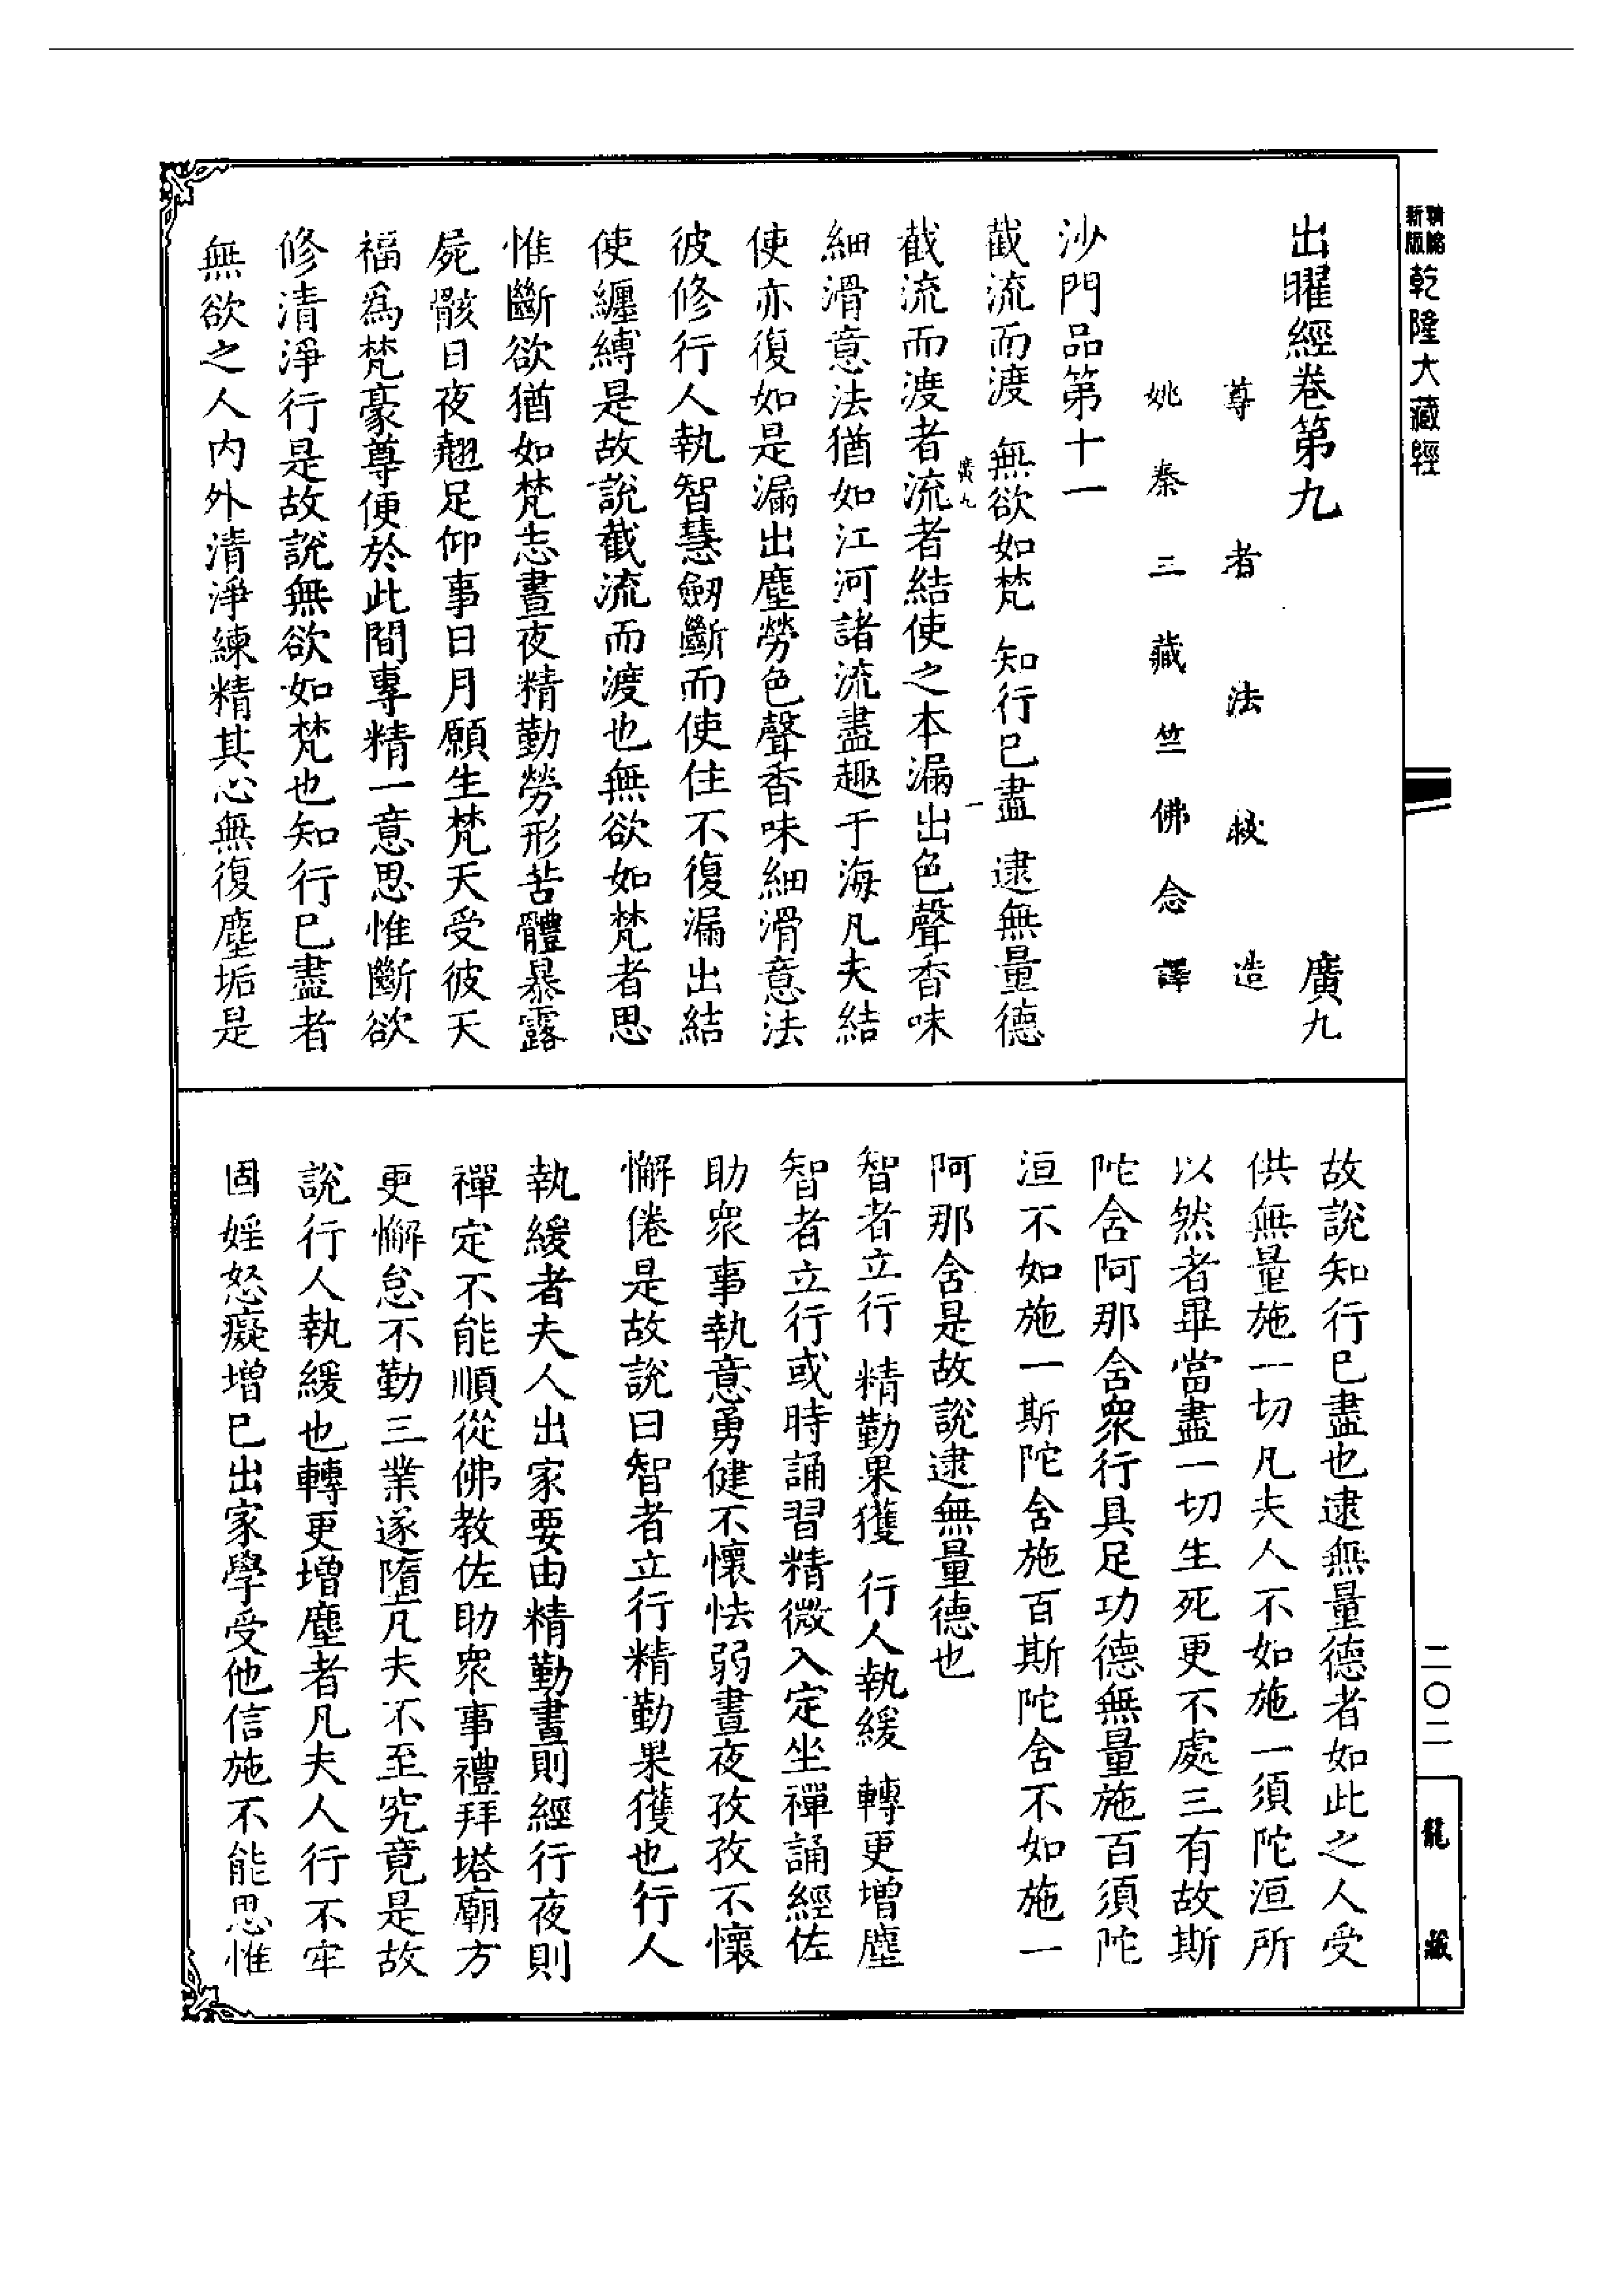 出曜經卷第九　廣九
尊者法救造
姚秦三藏竺佛念譯
沙門品第十一
截流而渡　無欲如梵　知行已盡　逮無量德
廣九　一
截流而渡者流者結使之本漏出色聲香味
細滑意法猶如江河諸流盡趣于海凡夫結
使亦復如是漏出塵勞色聲香味細滑意法
彼修行人執智慧劒斷而使住不復漏出結
使纏縛是故說截流而渡也無欲如梵者思
惟斷欲猶如梵志晝夜精勤勞形苦體暴露
屍骸日夜翹足仰事日月願生梵天受彼天
福爲梵豪尊便於此間專精一意思惟斷欲
修清淨行是故說無欲如梵也知行已盡者
無欲之人內外清淨練精其心無復塵垢是
故說知行已盡也逮無量德者如此之人受
供無量施一切凡夫人不如施一須陀洹所
以然者畢當盡一切生死更不處三有故斯
陀舍阿那舍衆行具足功德無量施百須陀
洹不如施一斯陀舍施百斯陀舍不如施一
阿那舍是故說逮無量德也
智者立行　精勤果獲　行人執緩　轉更增塵
智者立行或時誦習精微入定坐禪誦經佐
助衆事執意勇健不懷怯弱晝夜孜孜不懷
懈倦是故說曰智者立行精勤果獲也行人
執緩者夫人出家要由精勤晝則經行夜則
禪定不能順從佛教佐助衆事禮拜塔廟方
更懈怠不勤三業遂墮凡夫不至究竟是故
說行人執緩也轉更增塵者凡夫人行不牢
固婬怒癡增已出家學受他信施不能思惟
新版　精縮　乾隆大藏經
二〇二
龍藏